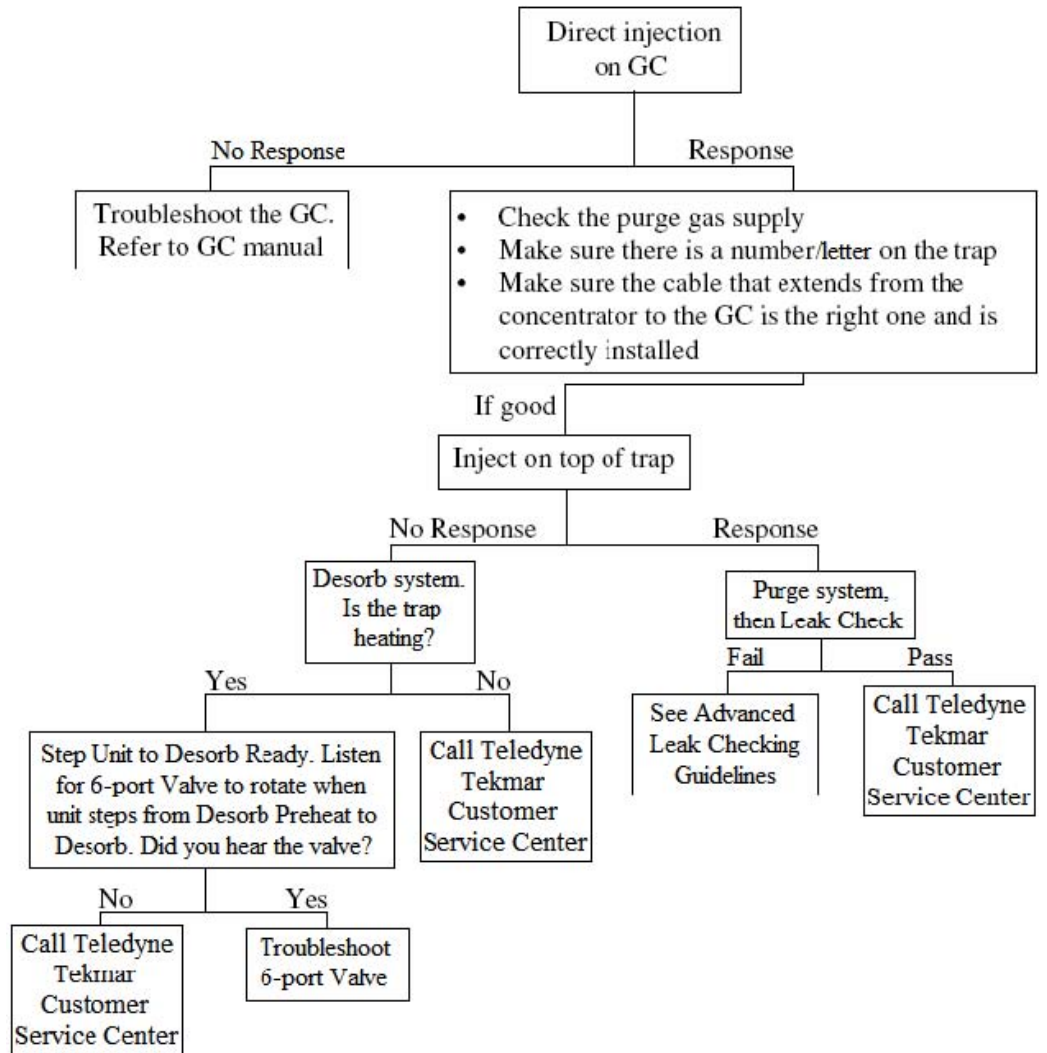 Direct injection
on GC
No Response
Response
Troubleshoot the GC.
Refer to GC manual
• Check the purge gas supply
• Make sure there is a number/letter on the trap
• Make sure the cable that extends from the
concentrator to the GC is the right one and is
correctly installed
If good
Inject on top of trap
No Response
Response
Desorb system.
Is the trap
heating?
Purge system,
then Leak Check
Yes
No
Fail
Pass
Step Unit to Desorb Ready. Listen
for 6-port Valve to rotate when
unit steps from Desorb Preheat to
Desorb. Did you hear the valve?
Call Teledyne
Tekmar
Customer
Service Center
See Advanced
Leak Checking
Guidelines
Call Teledyne
Tekmar
Customer
Service Center
No
Yes
Call Teledyne
Tekmar
Customer
Service Center
Troubleshoot
6-port Valve